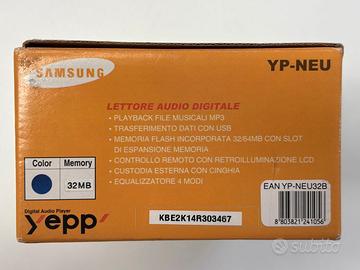 SAMSUNG
YP-NEU
LETTORE AUDIO DIGITALE
• PLAYBACK FILE MUSICALI MP3
• TRASFERIMENTO DATI CON USB
• MEMORIA FLASH INCORPORATA 32/64MB CON SLOT
DI ESPANSIONE MEMORIA
• CONTROLLO REMOTO CON RETROILLUMINAZIONE LCD
• CUSTODIA ESTERNA CON CINGHIA
• EQUALIZZATORE 4 MODI
Color Memory
32MB
Digital Audio Player
yepp'
KBE2K14R303467
EAN YP-NEU32B
8 803821 241056
subito